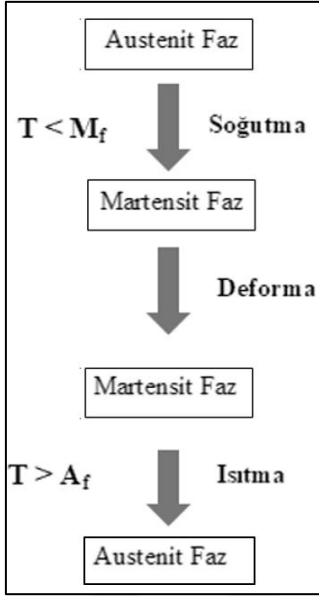 Austenit Faz
T < Mf Soğutma
Martensit Faz
Deforma
Martensit Faz
T > Af Isıtma
Austenit Faz